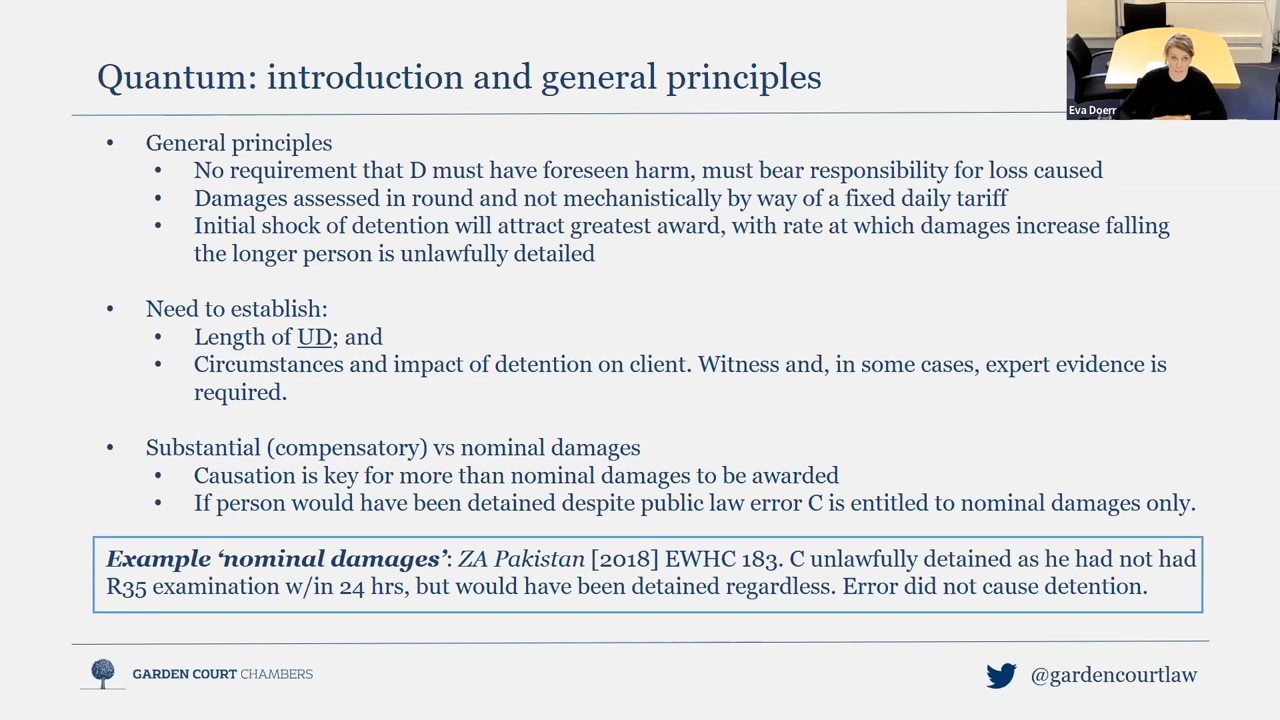 Quantum: introduction and general principles
Eva Doerr
• General principles
• No requirement that D must have foreseen harm, must bear responsibility for loss caused
• Damages assessed in round and not mechanistically by way of a fixed daily tariff
• Initial shock of detention will attract greatest award, with rate at which damages increase falling
the longer person is unlawfully detailed
• Need to establish:
• Length of UD; and
• Circumstances and impact of detention on client. Witness and, in some cases, expert evidence is
required.
• Substantial (compensatory) vs nominal damages
• Causation is key for more than nominal damages to be awarded
• If person would have been detained despite public law error C is entitled to nominal damages only.
Example ‘nominal damages’: ZA Pakistan [2018] EWHC 183. C unlawfully detained as he had not had
R35 examination w/in 24 hrs, but would have been detained regardless. Error did not cause detention.
GARDEN COURT CHAMBERS
@gardencourtlaw